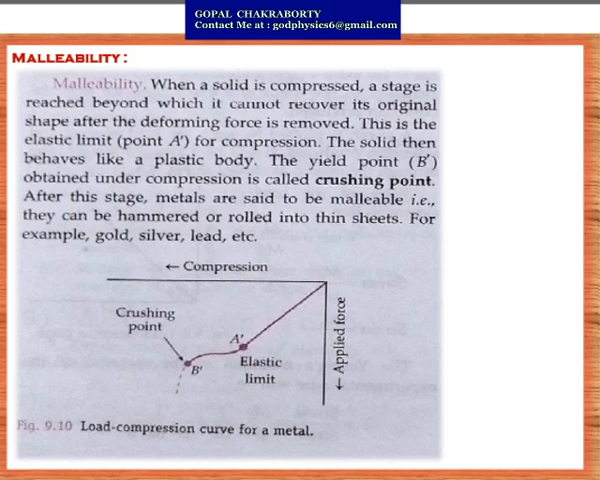 GOPAL CHAKRABORTY
Contact Me at : godphysics6@gmail.com
MALLEABILITY :
Malleability. When a solid is compressed, a stage is
reached beyond which it cannot recover its original
shape after the deforming force is removed. This is the
elastic limit (point A′) for compression. The solid then
behaves like a plastic body. The yield point (B′)
obtained under compression is called crushing point.
After this stage, metals are said to be malleable i.e.,
they can be hammered or rolled into thin sheets. For
example, gold, silver, lead, etc.
← Compression
Crushing
point
A′
B′
Elastic
limit
← Applied force
Fig. 9.10 Load-compression curve for a metal.